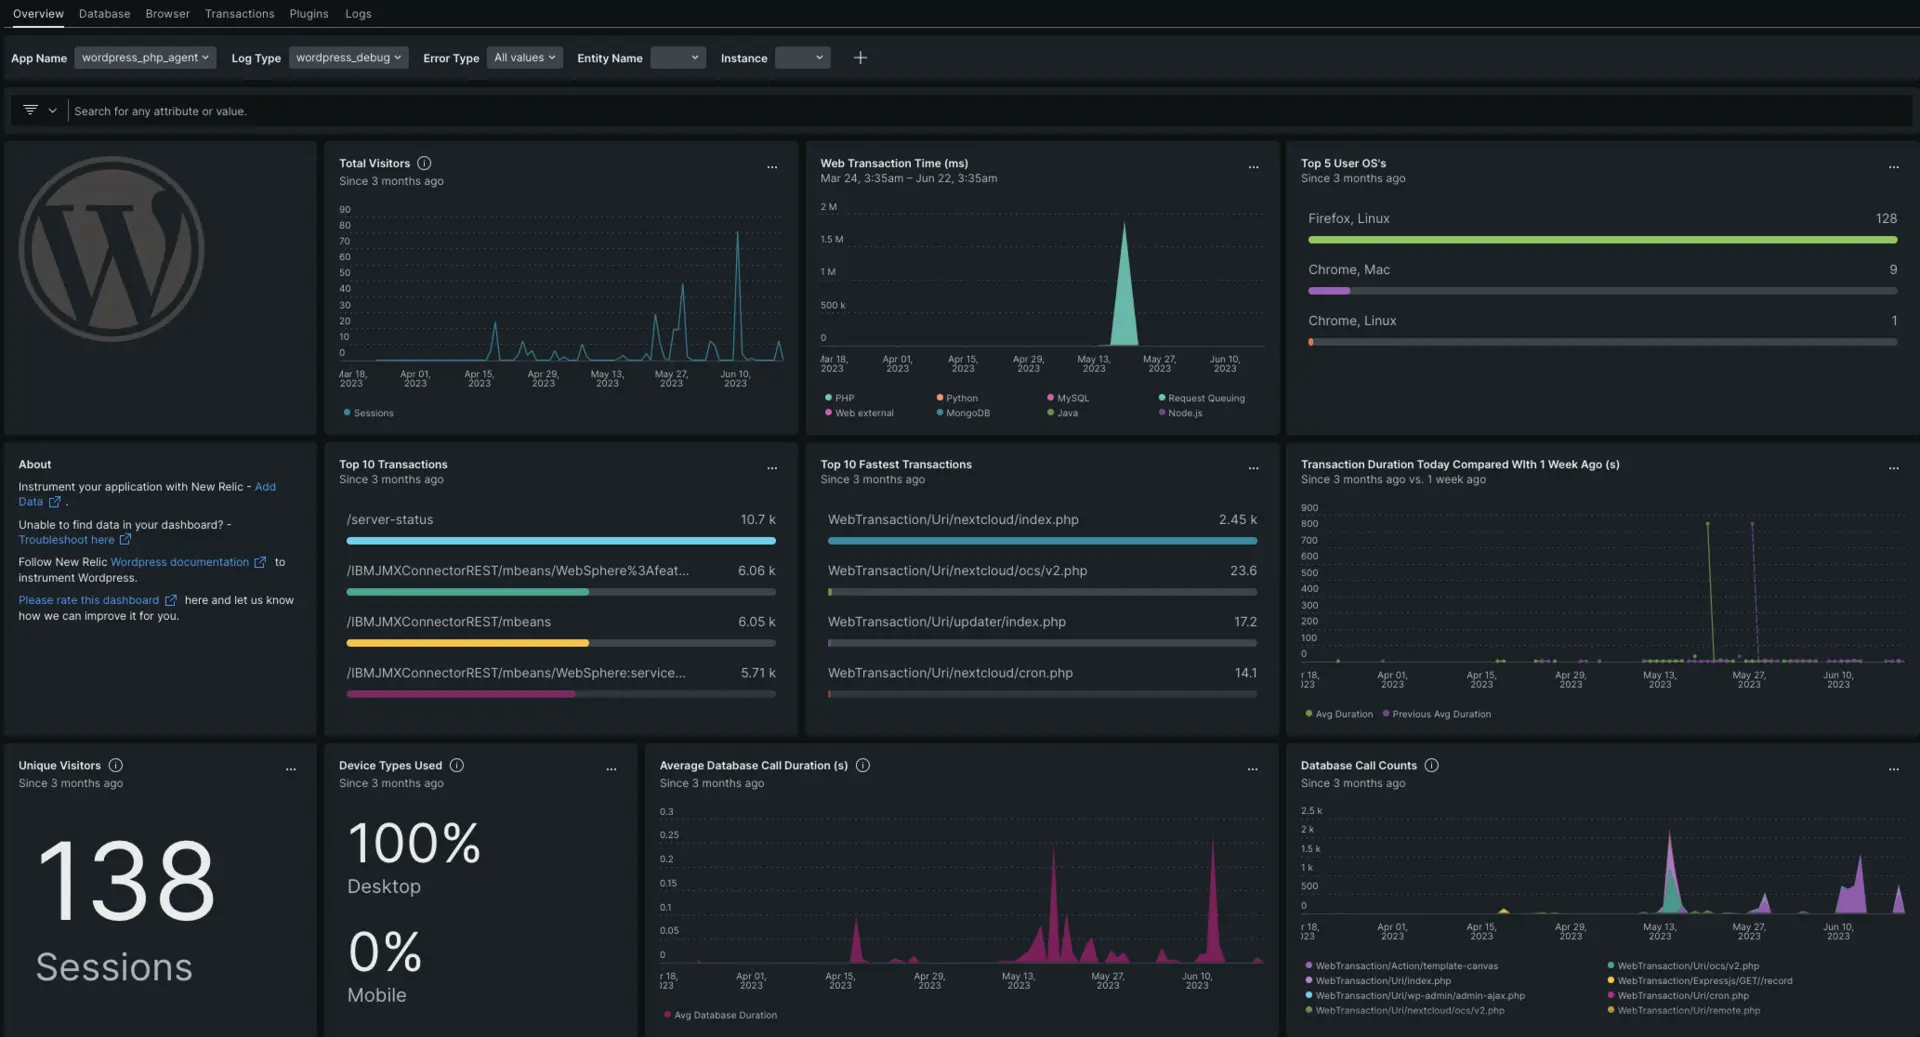 Overview Database Browser Transactions Plugins Logs
App Name wordpress_php_agent Log Type wordpress_debug Error Type All values Entity Name Instance
Search for any attribute or value.
Total Visitors
Since 3 months ago
90
80
70
60
50
40
30
20
10
0
Mar 18, 2023
Apr 01, 2023
Apr 15, 2023
Apr 29, 2023
May 13, 2023
May 27, 2023
Jun 10, 2023
Sessions
Web Transaction Time (ms)
Mar 24, 3:35am – Jun 22, 3:35am
2 M
1.5 M
1 M
500 k
0
Mar 18, 2023
Apr 01, 2023
Apr 15, 2023
Apr 29, 2023
May 13, 2023
May 27, 2023
Jun 10, 2023
PHP Python MySQL Request Queuing
Web external MongoDB Java Node.js
Top 5 User OS's
Since 3 months ago
Firefox, Linux 128
Chrome, Mac 9
Chrome, Linux 1
About
Instrument your application with New Relic - Add
Data .
Unable to find data in your dashboard? -
Troubleshoot here
Follow New Relic Wordpress documentation to
instrument Wordpress.
Please rate this dashboard here and let us know
how we can improve it for you.
Top 10 Transactions
Since 3 months ago
/server-status 10.7 k
/IBMJMXConnectorREST/mbeans/WebSphere%3Afeat... 6.06 k
/IBMJMXConnectorREST/mbeans 6.05 k
/IBMJMXConnectorREST/mbeans/WebSphere:service... 5.71 k
Top 10 Fastest Transactions
Since 3 months ago
WebTransaction/Uri/nextcloud/index.php 2.45 k
WebTransaction/Uri/nextcloud/ocs/v2.php 23.6
WebTransaction/Uri/updater/index.php 17.2
WebTransaction/Uri/nextcloud/cron.php 14.1
Transaction Duration Today Compared WIth 1 Week Ago (s)
Since 3 months ago vs. 1 week ago
900
800
700
600
500
400
300
200
100
0
r 18, 023
Apr 01, 2023
Apr 15, 2023
Apr 29, 2023
May 13, 2023
May 27, 2023
Jun 10, 2023
Avg Duration Previous Avg Duration
Unique Visitors
Since 3 months ago
138
Sessions
Device Types Used
Since 3 months ago
100%
Desktop
0%
Mobile
Average Database Call Duration (s)
Since 3 months ago
0.3
0.25
0.2
0.15
0.1
0.05
0
r 18, 023
Apr 01, 2023
Apr 15, 2023
Apr 29, 2023
May 13, 2023
May 27, 2023
Jun 10, 2023
Avg Database Duration
Database Call Counts
Since 3 months ago
2.5 k
2 k
1.5 k
1 k
500
0
r 18, 023
Apr 01, 2023
Apr 15, 2023
Apr 29, 2023
May 13, 2023
May 27, 2023
Jun 10, 2023
WebTransaction/Action/template-canvas WebTransaction/Uri/ocs/v2.php
WebTransaction/Uri/index.php WebTransaction/Expressjs/GET//record
WebTransaction/Uri/wp-admin/admin-ajax.php WebTransaction/Uri/cron.php
WebTransaction/Uri/nextcloud/ocs/v2.php WebTransaction/Uri/remote.php